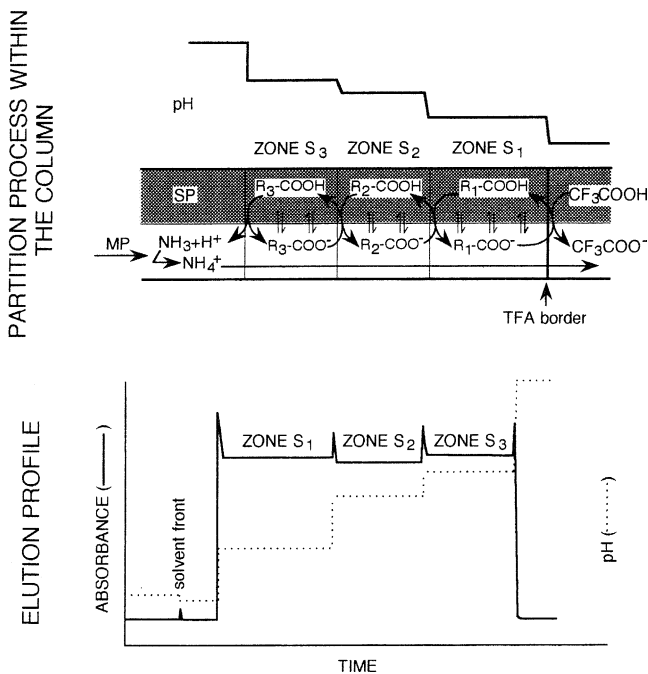 PARTITION PROCESS WITHIN
THE COLUMN
pH
ZONE S3 ZONE S2 ZONE S1
SP R3-COOH R2-COOH R1-COOH CF3COOH
MP NH3+H+ R3-COO- R2-COO- R1-COO- CF3COO-
NH4+
TFA border
ELUTION PROFILE
ABSORBANCE (——)
solvent front
ZONE S1 ZONE S2 ZONE S3
pH (........)
TIME